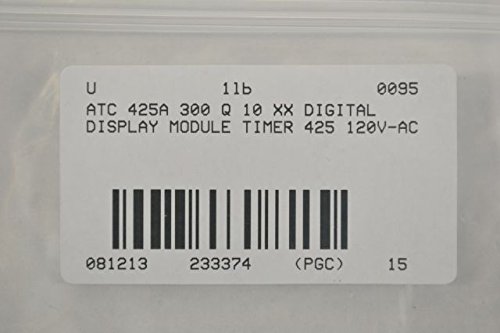 U 1lb 0095
ATC 425A 300 Q 10 XX DIGITAL
DISPLAY MODULE TIMER 425 120V-AC
081213 233374 (PGC) 15